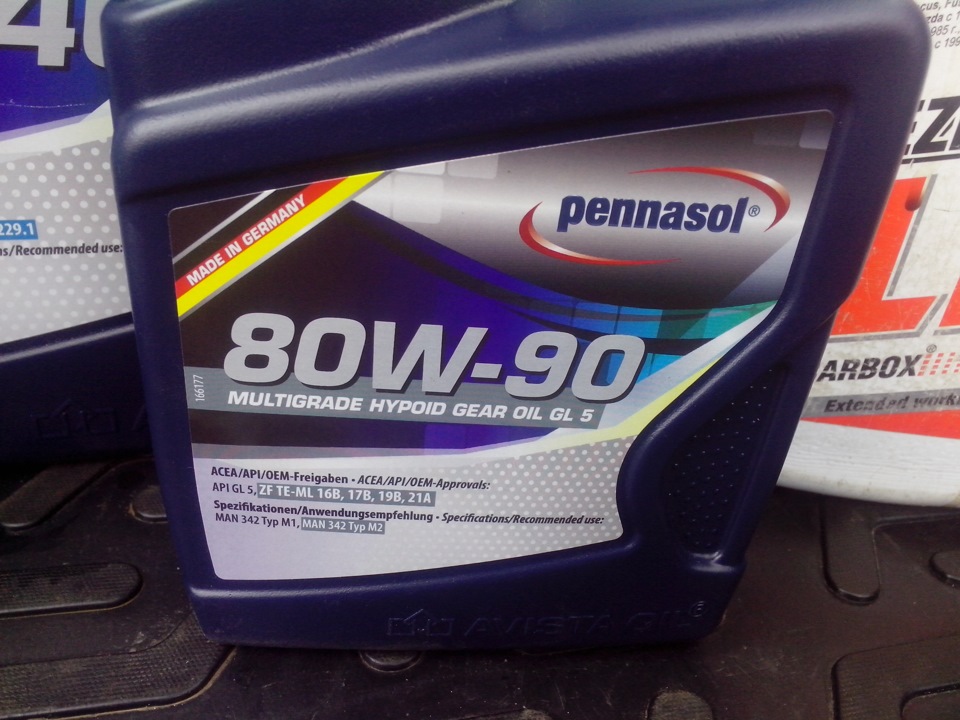 229.1
/Recommended use:
MADE IN GERMANY
pennasol®
80W-90
MULTIGRADE HYPOID GEAR OIL GL 5
166177
ACEA/API/OEM-Freigaben • ACEA/API/OEM-Approvals:
API GL 5, ZF TE-ML 16B, 17B, 19B, 21A
Spezifikationen/Anwendungsempfehlung • Specifications/Recommended use:
MAN 342 Typ M1, MAN 342 Typ M2
AVISTA OIL
ARBOX
Extended